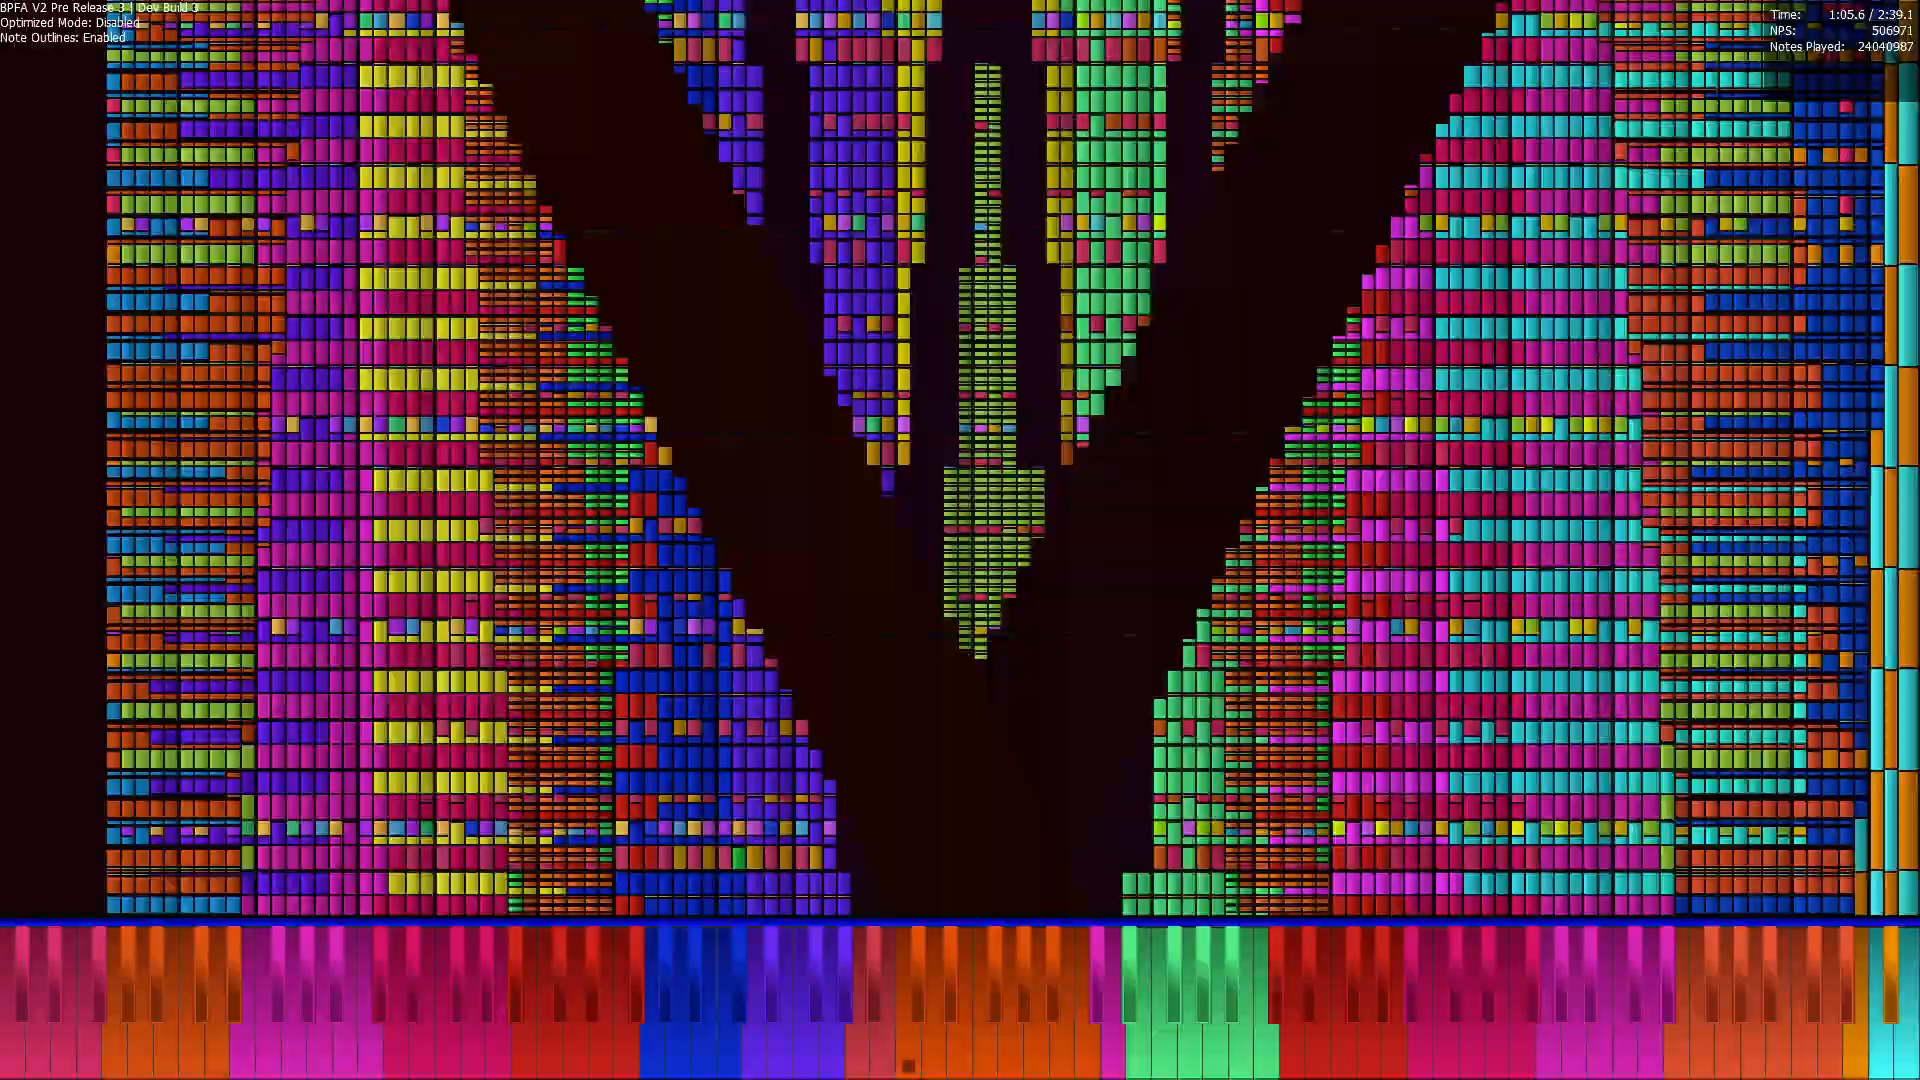 BPFA V2 Pre Release 3 | Dev Build 3
Optimized Mode: Disabled
Note Outlines: Enabled
Time: 1:05.6 / 2:39.1
NPS: 506971
Notes Played: 24040987